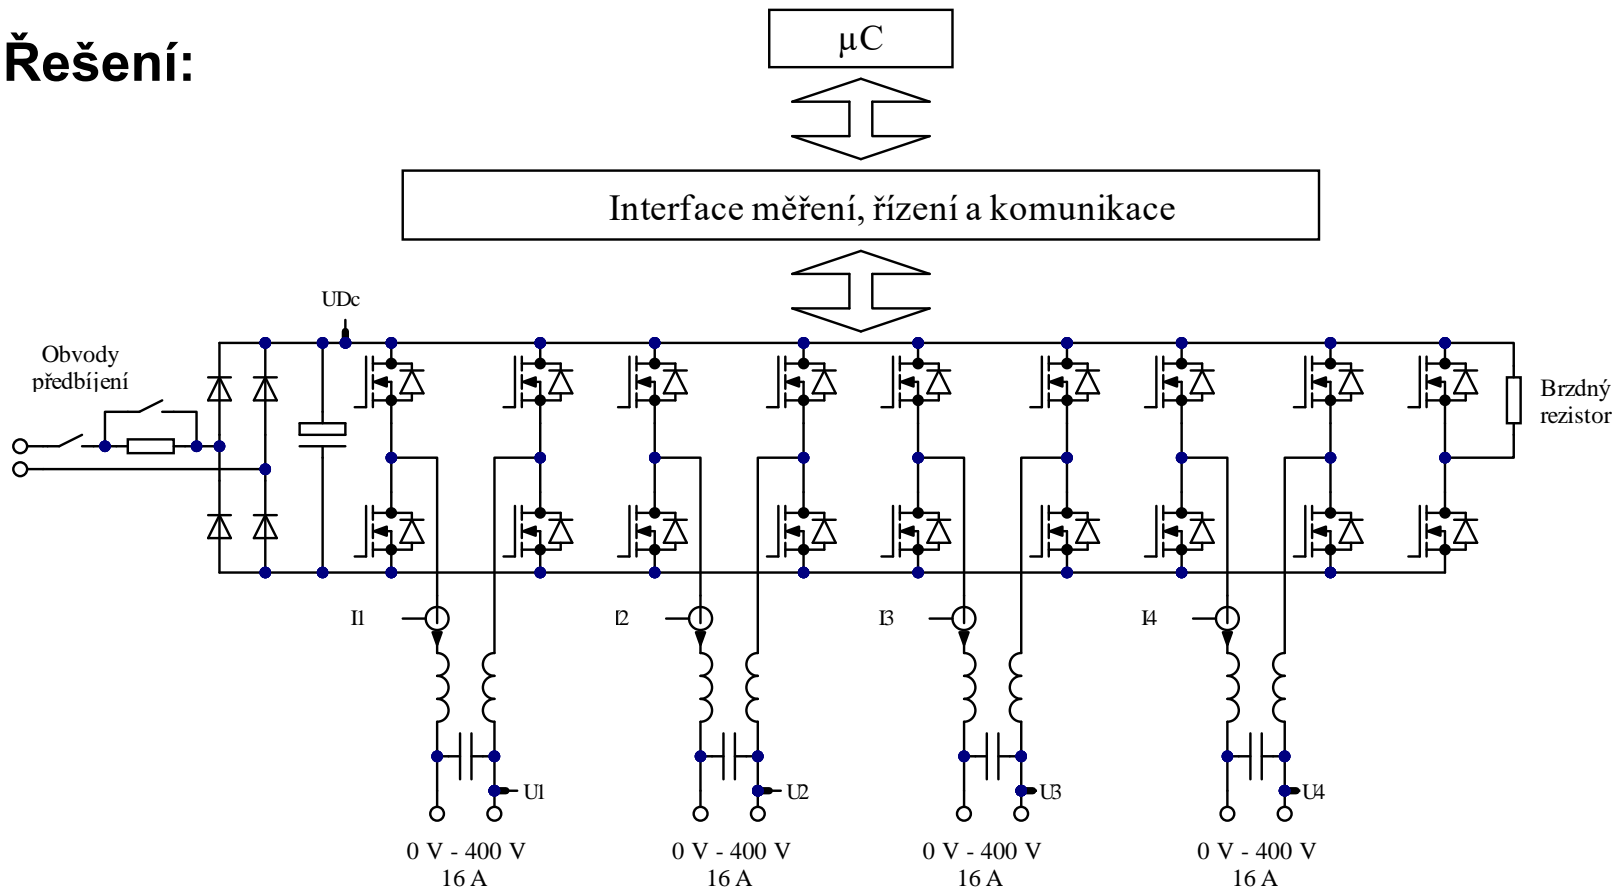 Řešení:
µC
Interface měření, řízení a komunikace
UDc
Obvody
předbíjení
Brzdný
rezistor
I1
I2
I3
I4
U1
U2
U3
U4
0 V - 400 V
16 A
0 V - 400 V
16 A
0 V - 400 V
16 A
0 V - 400 V
16 A